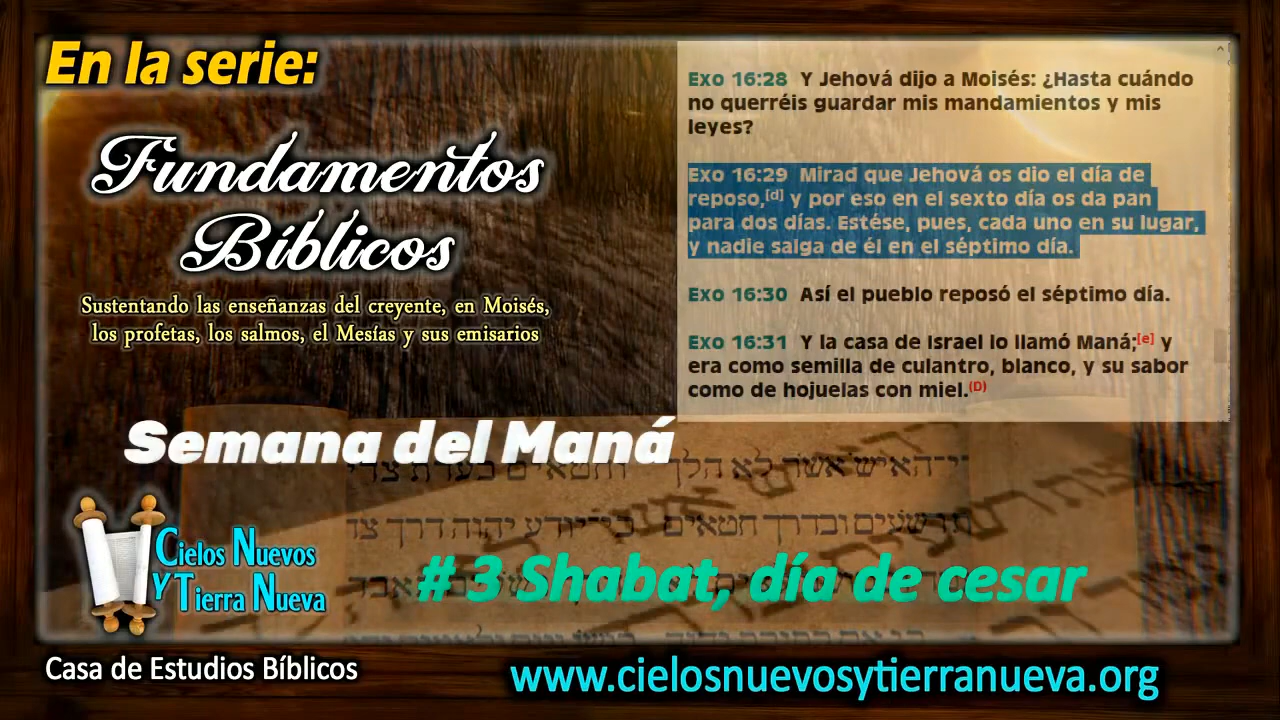 En la serie:
Fundamentos
Bíblicos
Sustentando las enseñanzas del creyente, en Moisés,
los profetas, los salmos, el Mesías y sus emisarios
Exo 16:28 Y Jehová dijo a Moisés: ¿Hasta cuándo
no querréis guardar mis mandamientos y mis
leyes?
Exo 16:29 Mirad que Jehová os dio el día de
reposo,[d] y por eso en el sexto día os da pan
para dos días. Estése, pues, cada uno en su lugar,
y nadie salga de él en el séptimo día.
Exo 16:30 Así el pueblo reposó el séptimo día.
Exo 16:31 Y la casa de Israel lo llamó Maná;[e] y
era como semilla de culantro, blanco, y su sabor
como de hojuelas con miel.(D)
Semana del Maná
האיש אשר לא הלך
Cielos Nuevos
Y Tierra Nueva
# 3 Shabat, día de cesar
Casa de Estudios Bíblicos
www.cielosnuevosytierranueva.org